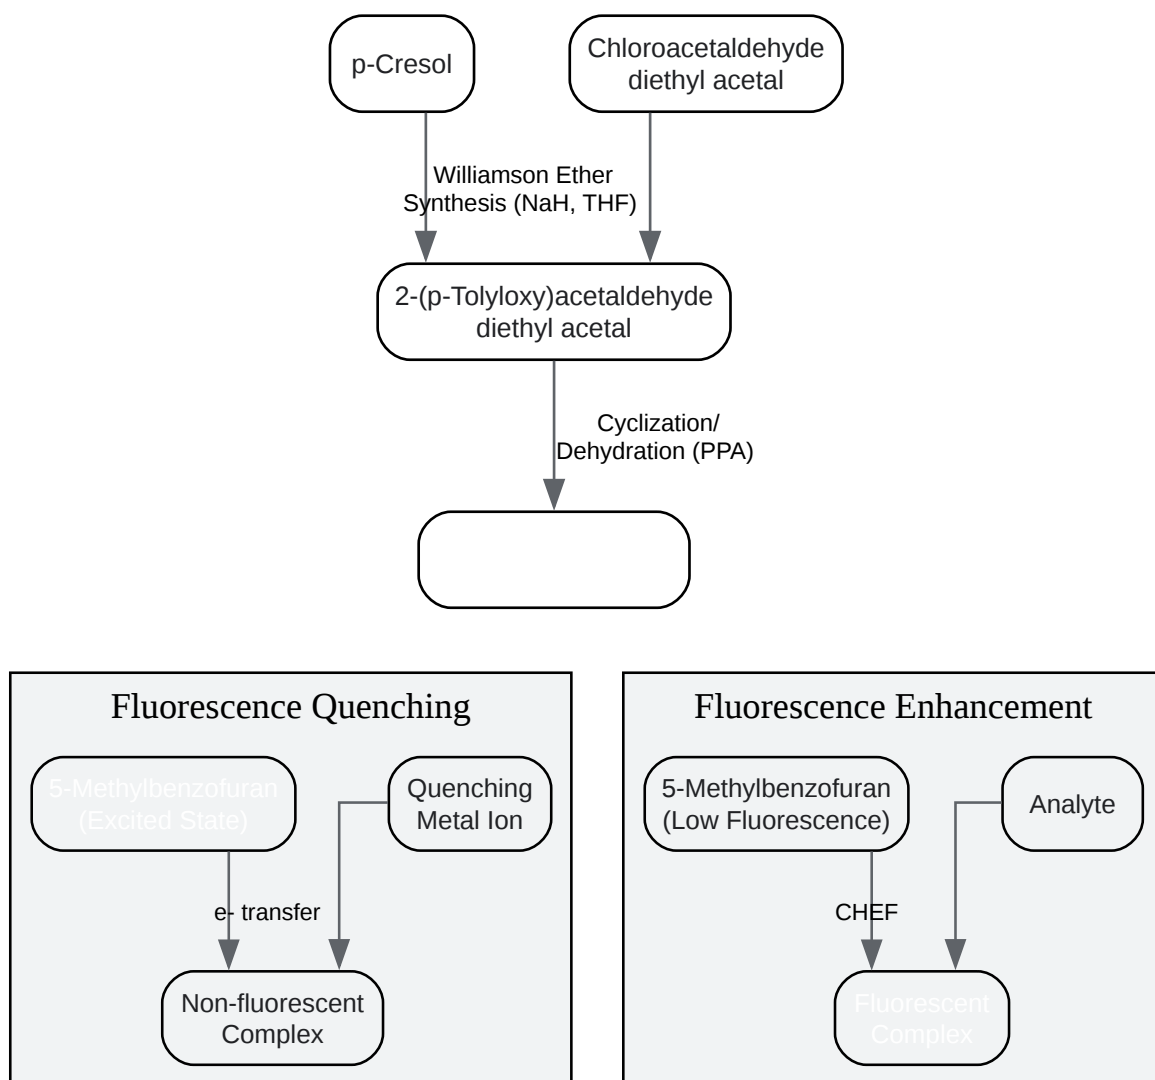 p-Cresol
Chloroacetaldehyde
diethyl acetal
Williamson Ether
Synthesis (NaH, THF)
2-(p-Tolyloxy)acetaldehyde
diethyl acetal
Cyclization/
Dehydration (PPA)
Fluorescence Quenching
5-Methylbenzofuran
(Excited State)
Quenching
Metal Ion
e- transfer
Non-fluorescent
Complex
Fluorescence Enhancement
5-Methylbenzofuran
(Low Fluorescence)
Analyte
CHEF
Fluorescent
Complex